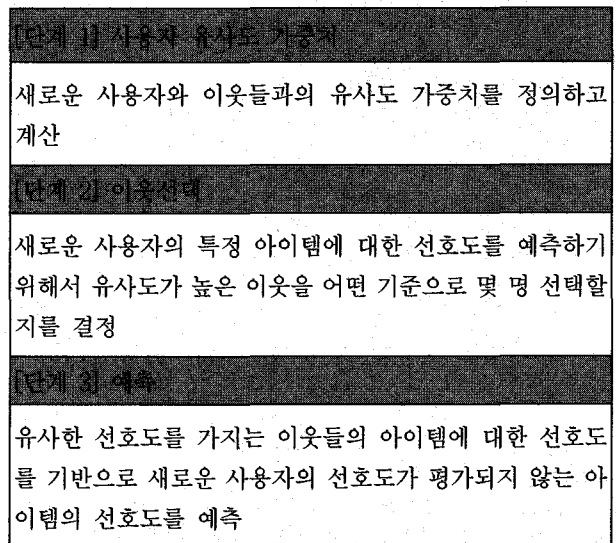 [단계 1] 사용자 유사도 가중치
새로운 사용자와 이웃들과의 유사도 가중치를 정의하고
계산
[단계 2] 이웃선택
새로운 사용자의 특정 아이템에 대한 선호도를 예측하기
위해서 유사도가 높은 이웃을 어떤 기준으로 몇 명 선택할
지를 결정
[단계 3] 예측
유사한 선호도를 가지는 이웃들의 아이템에 대한 선호도
를 기반으로 새로운 사용자의 선호도가 평가되지 않는 아
이템의 선호도를 예측